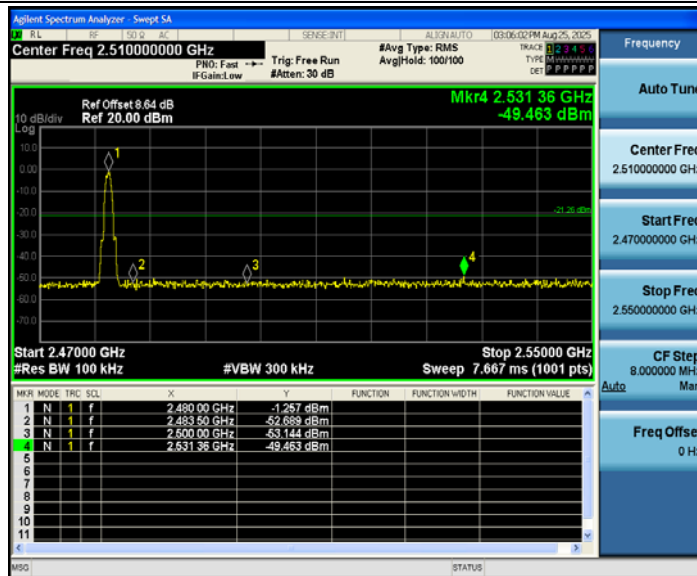 Agilent Spectrum Analyzer - Swept SA
RL RF 50 Ω AC SENSE:INT ALIGN AUTO 03:06:02 PM Aug 25, 2025
Center Freq 2.510000000 GHz
PNO: Fast
IFGain:Low
Trig: Free Run
#Atten: 30 dB
#Avg Type: RMS
Avg|Hold: 100/100
TRACE 1 2 3 4 5 6
TYPE M W W W W W
DET P P P P P P
Mkr4 2.531 36 GHz
-49.463 dBm
Ref Offset 8.64 dB
10 dB/div Ref 20.00 dBm
Log
10.0
0.00
-10.0
-20.0
-30.0
-40.0
-50.0
-60.0
-70.0
1
2
3
4
-21.26 dBm
Start 2.47000 GHz Stop 2.55000 GHz
#Res BW 100 kHz #VBW 300 kHz Sweep 7.667 ms (1001 pts)
MKR MODE TRC SCL X Y FUNCTION FUNCTION WIDTH FUNCTION VALUE
1 N 1 f 2.480 00 GHz -1.257 dBm
2 N 1 f 2.483 50 GHz -52.689 dBm
3 N 1 f 2.500 00 GHz -53.144 dBm
4 N 1 f 2.531 36 GHz -49.463 dBm
5
6
7
8
9
10
11
MSG STATUS
Frequency
Auto Tune
Center Freq
2.510000000 GHz
Start Freq
2.470000000 GHz
Stop Freq
2.550000000 GHz
CF Step
8.000000 MHz
Auto Man
Freq Offset
0 Hz